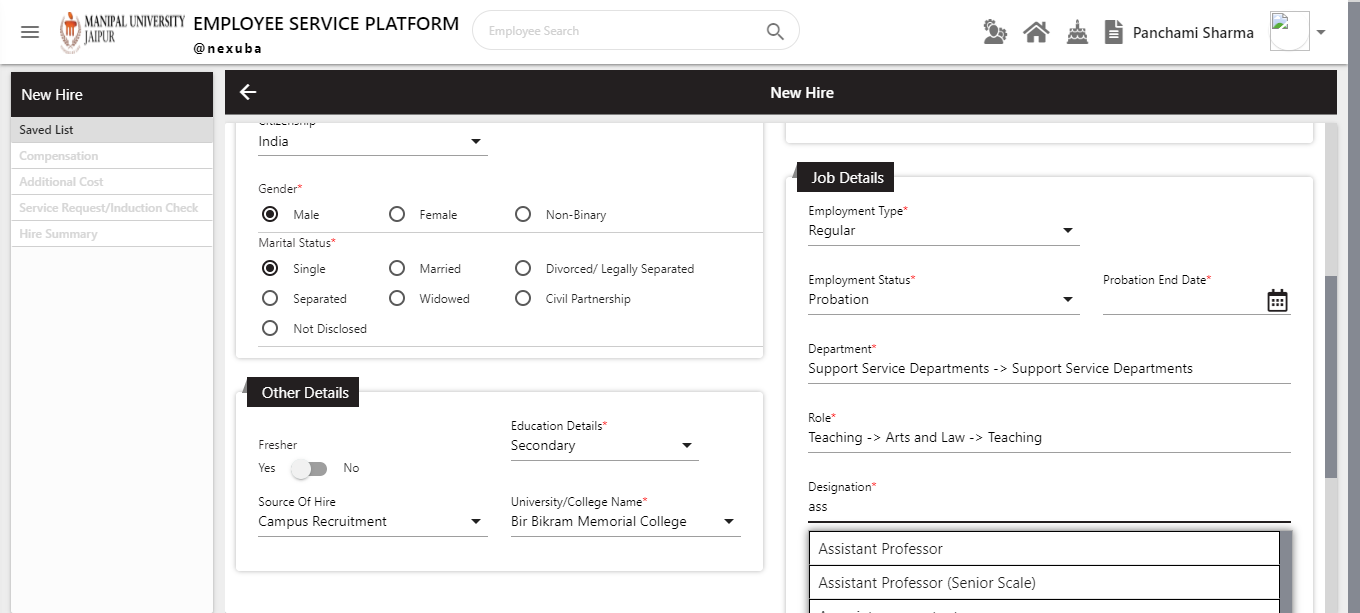 MANIPAL UNIVERSITY
JAIPUR
EMPLOYEE SERVICE PLATFORM
@nexuba
Employee Search
Panchami Sharma
New Hire
Saved List
Compensation
Additional Cost
Service Request/Induction Check
Hire Summary
New Hire
Citizenship
India
Gender*
Male Female Non-Binary
Marital Status*
Single Married Divorced/ Legally Separated
Separated Widowed Civil Partnership
Not Disclosed
Other Details
Fresher
Yes No
Education Details*
Secondary
Source Of Hire
Campus Recruitment
University/College Name*
Bir Bikram Memorial College
Job Details
Employment Type*
Regular
Employment Status*
Probation
Probation End Date*
Department*
Support Service Departments -> Support Service Departments
Role*
Teaching -> Arts and Law -> Teaching
Designation*
ass
Assistant Professor
Assistant Professor (Senior Scale)